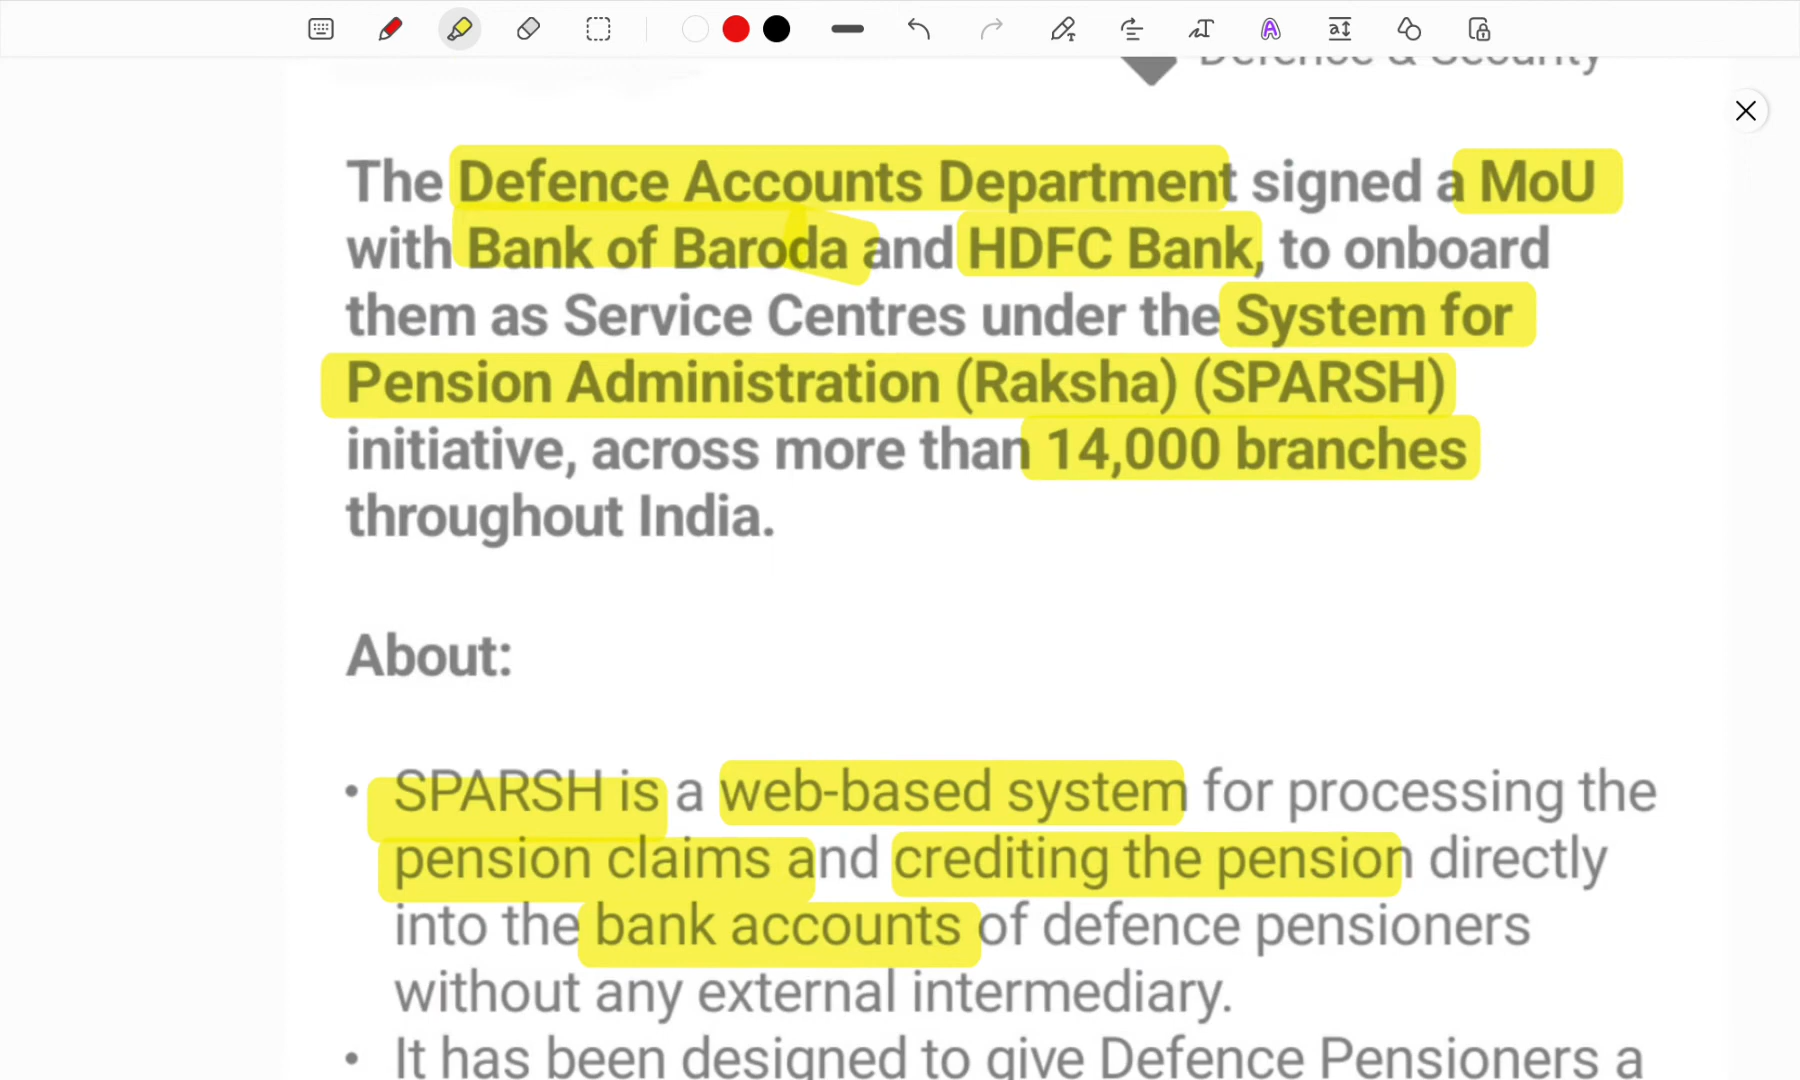 Defence & Security
The Defence Accounts Department signed a MoU
with Bank of Baroda and HDFC Bank, to onboard
them as Service Centres under the System for
Pension Administration (Raksha) (SPARSH)
initiative, across more than 14,000 branches
throughout India.
About:
• SPARSH is a web-based system for processing the
pension claims and crediting the pension directly
into the bank accounts of defence pensioners
without any external intermediary.
• It has been designed to give Defence Pensioners a